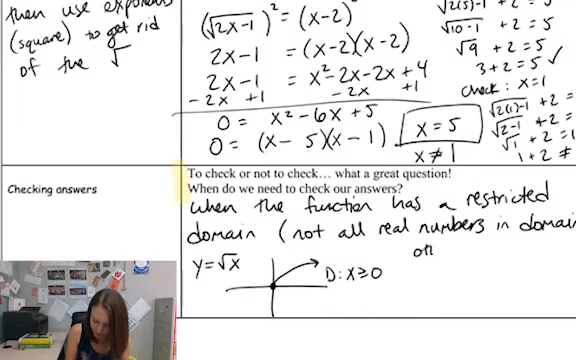 then use exponent
(square) to get rid
of the √
(√2x-1)² = (x-2)²
2x-1 = (x-2)(x-2)
2x-1 = x²-2x-2x+4
-2x +1 -2x +1
0 = x²-6x+5
0 = (x-5)(x-1)
x=5
x≠1
√2(5)-1 +2 =
√10-1 +2 = 5
√9 +2 = 5
3+2=5 ✓
check: x=1
√2(1)-1 +2 =
√2-1 +2 =
√1 +2 =
1+2≠
Checking answers
To check or not to check… what a great question!
When do we need to check our answers?
when the function has a restricted
domain (not all real numbers in domain
y=√x
D: x≥0